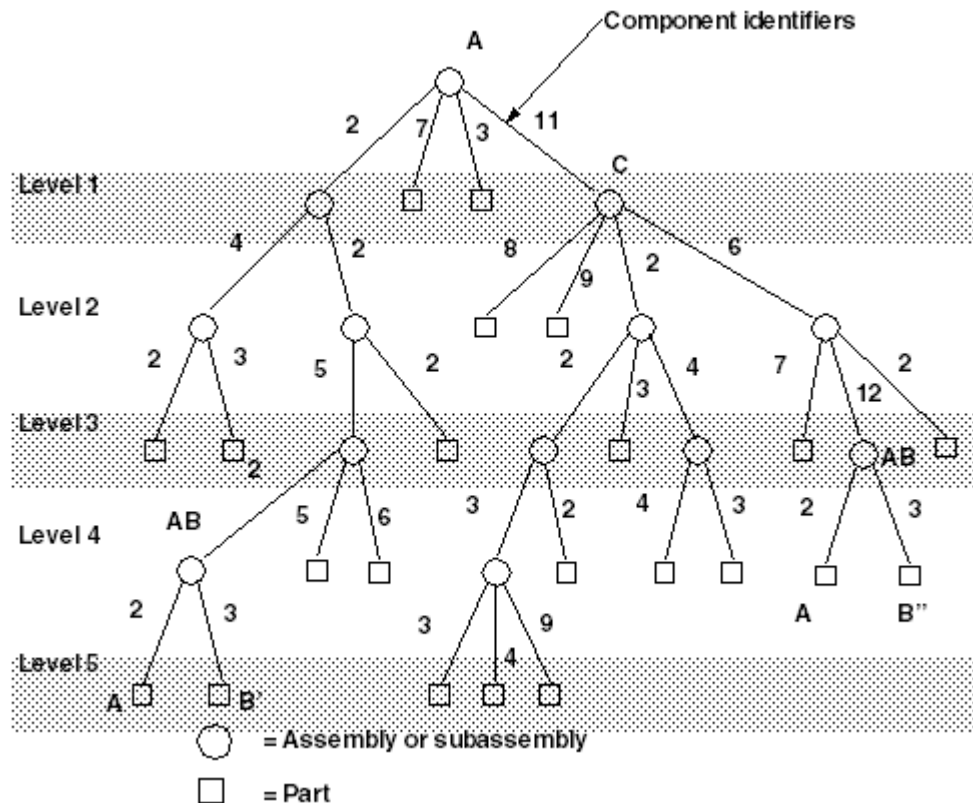 Component identifiers
A
2 7 3 11
C
Level 1
4 2 8 9 2 6
Level 2
2 3 5 2 2 3 4 7 12 2
Level 3
2 AB
AB 5 6 3 2 4 3 2 3
Level 4
A B''
2 3 3 4 9
Level 5
A B'
= Assembly or subassembly
= Part